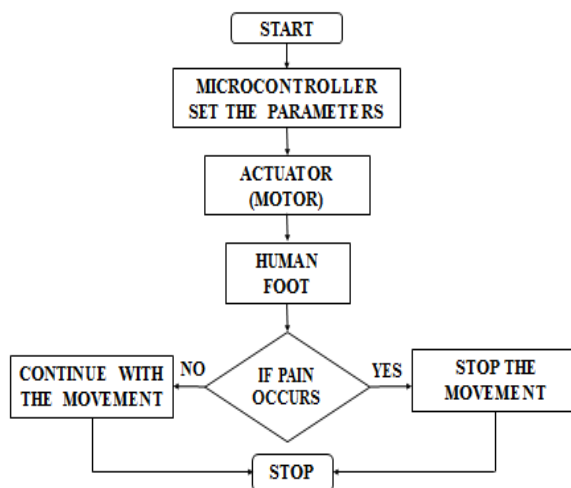 START
MICROCONTROLLER
SET THE PARAMETERS
ACTUATOR
(MOTOR)
HUMAN
FOOT
IF PAIN
OCCURS
NO
YES
CONTINUE WITH
THE MOVEMENT
STOP THE
MOVEMENT
STOP